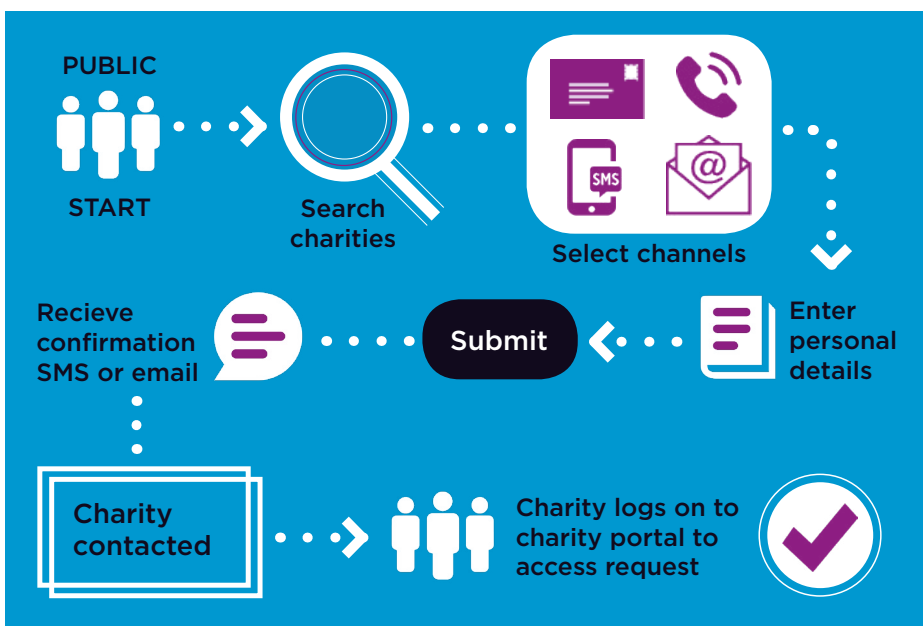 PUBLIC
START
Search
charities
SMS
@
Select channels
Enter
personal
details
Submit
Recieve
confirmation
SMS or email
Charity
contacted
Charity logs on to
charity portal to
access request